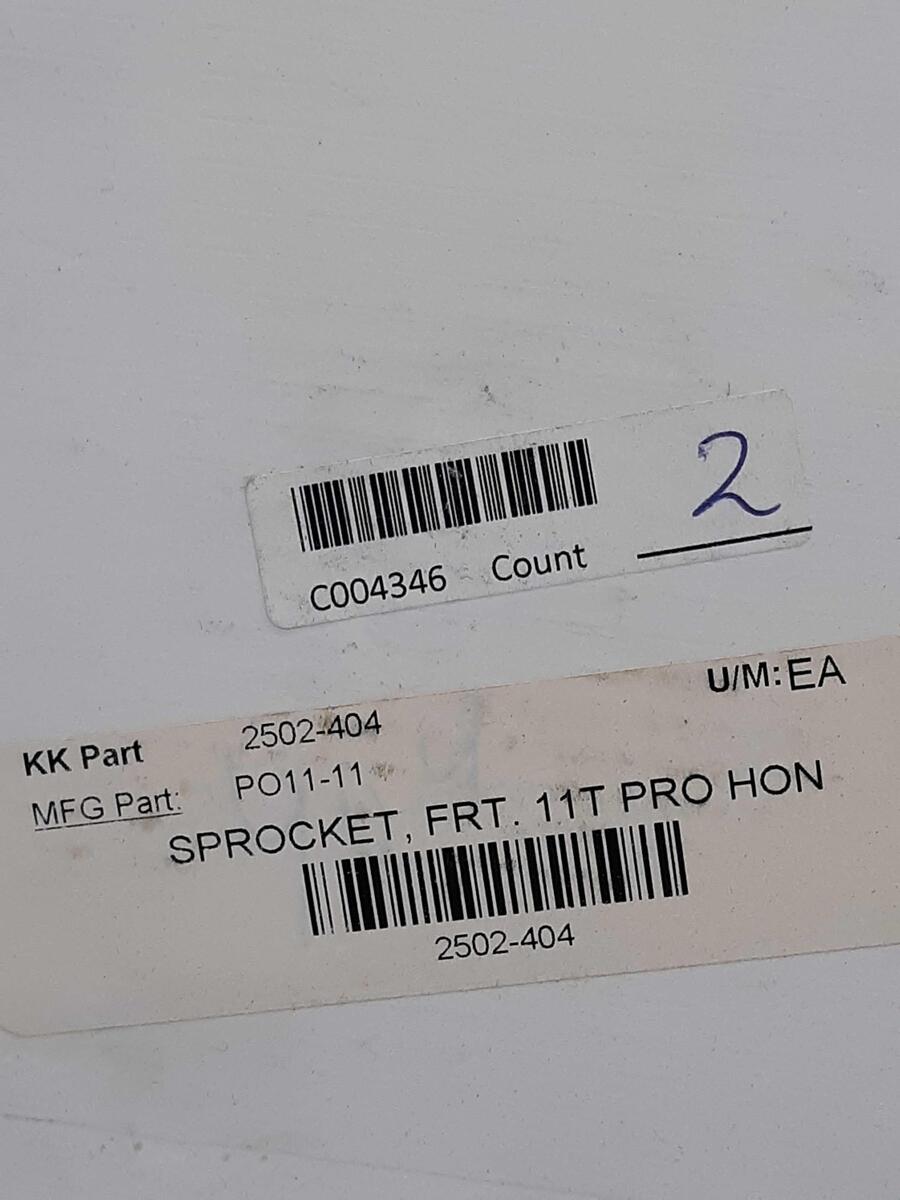 2
C004346 Count
U/M: EA
KK Part 2502-404
MFG Part: PO11-11
SPROCKET, FRT. 11T PRO HON
2502-404